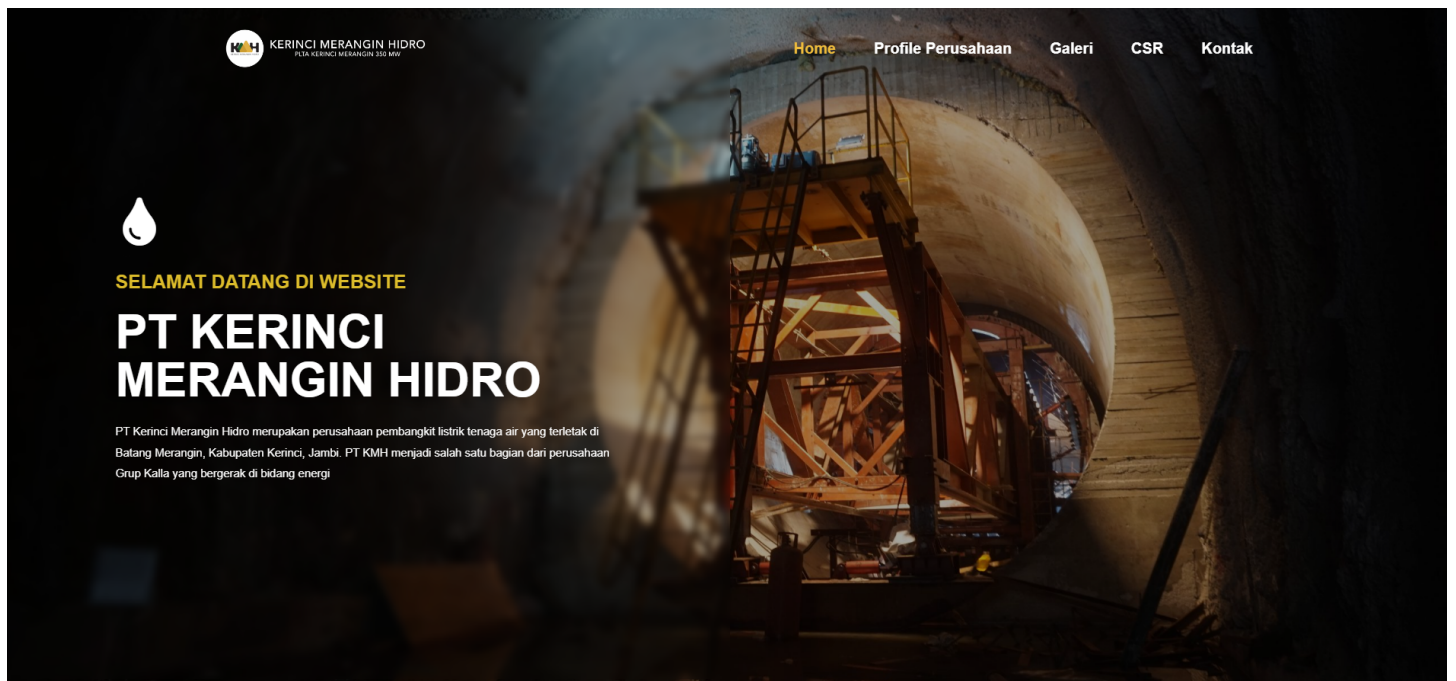 KMH
KERINCI MERANGIN HIDRO
PLTA KERINCI MERANGIN 350 MW
Home
Profile Perusahaan
Galeri
CSR
Kontak
SELAMAT DATANG DI WEBSITE
PT KERINCI
MERANGIN HIDRO
PT Kerinci Merangin Hidro merupakan perusahaan pembangkit listrik tenaga air yang terletak di
Batang Merangin, Kabupaten Kerinci, Jambi. PT KMH menjadi salah satu bagian dari perusahaan
Grup Kalla yang bergerak di bidang energi